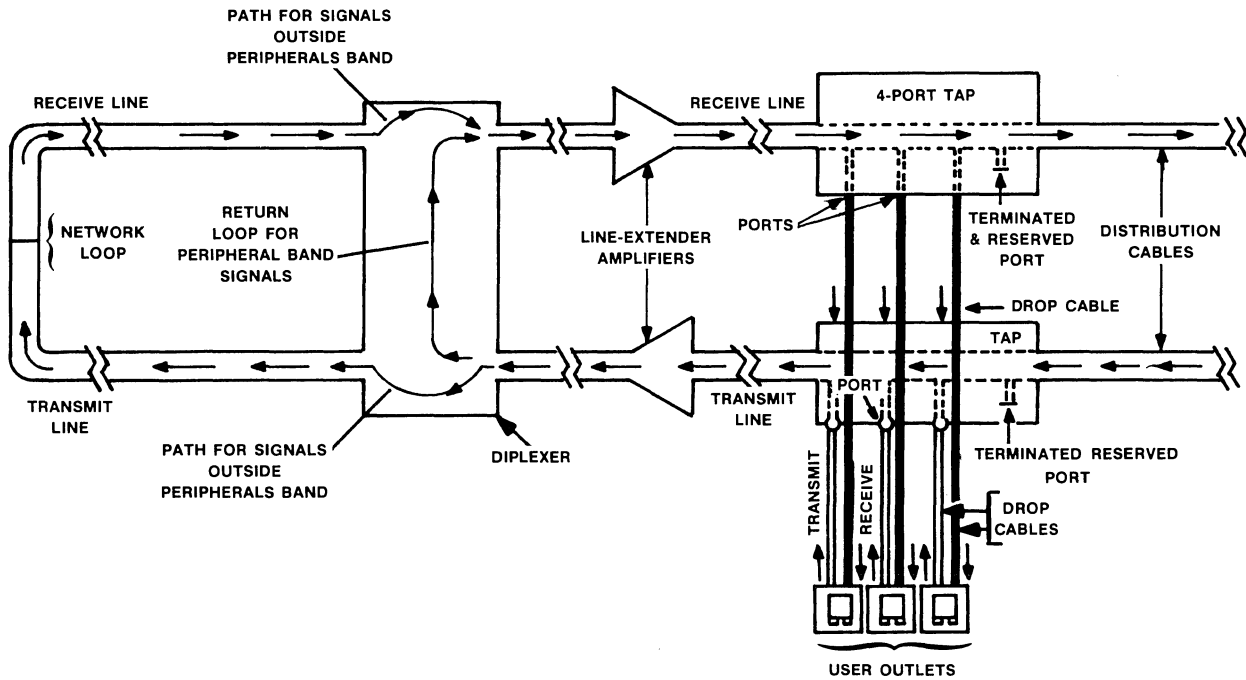 PATH FOR SIGNALS
OUTSIDE
PERIPHERALS BAND
RECEIVE LINE
RECEIVE LINE
4-PORT TAP
NETWORK
LOOP
RETURN
LOOP FOR
PERIPHERAL BAND
SIGNALS
LINE-EXTENDER
AMPLIFIERS
PORTS
TERMINATED
& RESERVED
PORT
DISTRIBUTION
CABLES
DROP CABLE
TAP
PORT
TRANSMIT
LINE
PATH FOR SIGNALS
OUTSIDE
PERIPHERALS BAND
DIPLEXER
TRANSMIT
LINE
TERMINATED RESERVED
PORT
TRANSMIT
RECEIVE
DROP
CABLES
USER OUTLETS